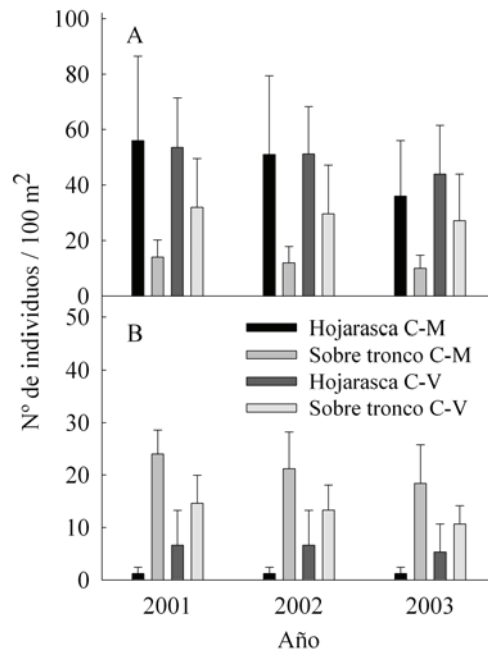 Nº de individuos / 100 m²
100
A
80
60
40
20
0
50
B
Hojarasca C-M
Sobre tronco C-M
Hojarasca C-V
Sobre tronco C-V
40
30
20
10
0
2001 2002 2003
Año